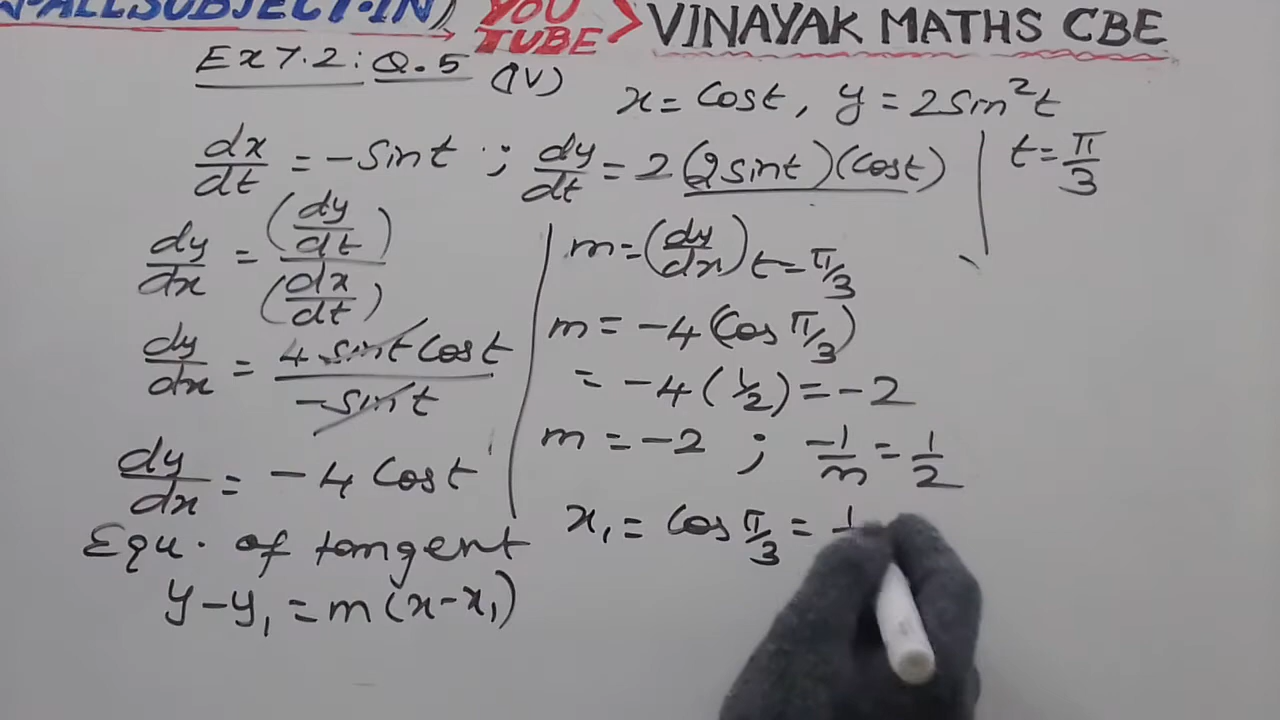 ALLSUBJECT-IN) YOU TUBE > VINAYAK MATHS CBE
Ex 7.2 : Q.5 (IV)
x = cost, y = 2sin²t
dx/dt = -sint ; dy/dt = 2(2sint)(cost)
t = π/3
dy/dx = (dy/dt)/(dx/dt)
dy/dx = 4 sint cost/-sint
dy/dx = -4 cost
Equ. of tangent
y-y₁ = m(x-x₁)
m = (dy/dx) t = π/3
m = -4(cos π/3)
= -4(1/2) = -2
m = -2 ; -1/m = 1/2
x₁ = cos π/3 = 1